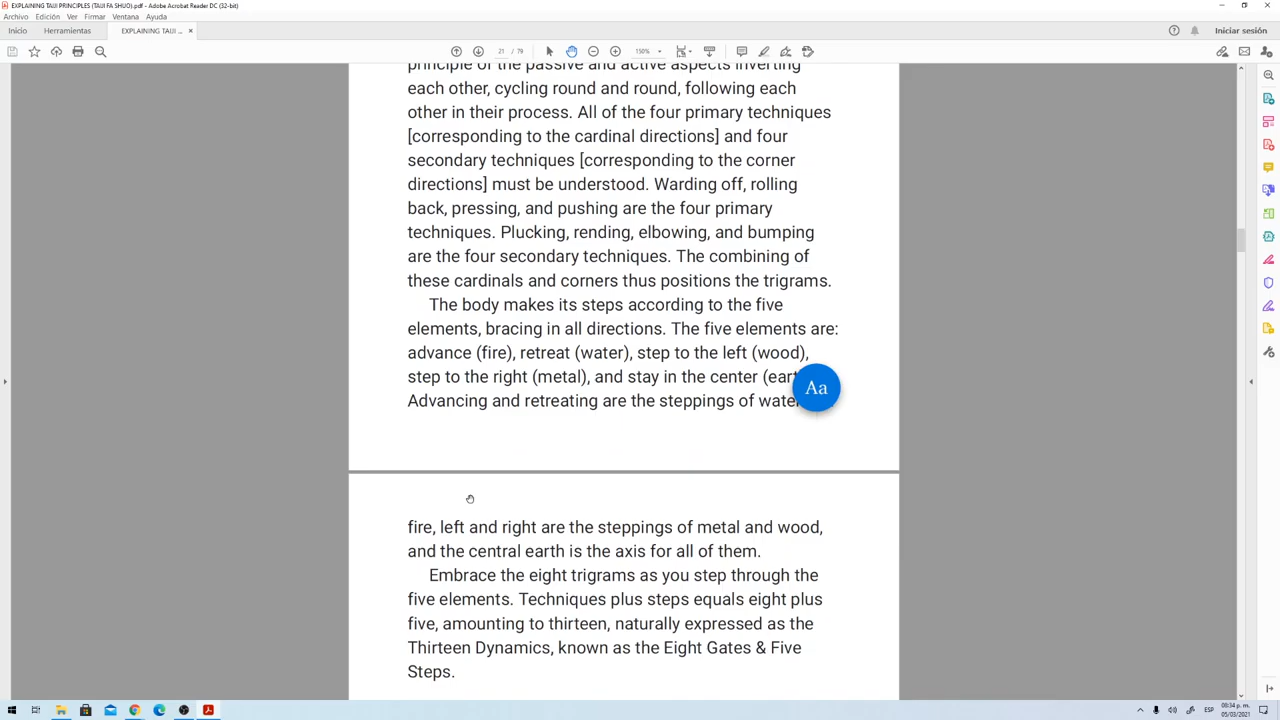 EXPLAINING TAIJI PRINCIPLES (TAIJI FA SHUO).pdf - Adobe Acrobat Reader DC (32-bit)
Archivo Edición Ver Firmar Ventana Ayuda
Inicio Herramientas EXPLAINING TAIJI ... × Iniciar sesión
21 / 79 150%
principle of the passive and active aspects inverting
each other, cycling round and round, following each
other in their process. All of the four primary techniques
[corresponding to the cardinal directions] and four
secondary techniques [corresponding to the corner
directions] must be understood. Warding off, rolling
back, pressing, and pushing are the four primary
techniques. Plucking, rending, elbowing, and bumping
are the four secondary techniques. The combining of
these cardinals and corners thus positions the trigrams.
The body makes its steps according to the five
elements, bracing in all directions. The five elements are:
advance (fire), retreat (water), step to the left (wood),
step to the right (metal), and stay in the center (eart
Aa
Advancing and retreating are the steppings of wate
fire, left and right are the steppings of metal and wood,
and the central earth is the axis for all of them.
Embrace the eight trigrams as you step through the
five elements. Techniques plus steps equals eight plus
five, amounting to thirteen, naturally expressed as the
Thirteen Dynamics, known as the Eight Gates & Five
Steps.
ESP
08:34 p. m.
05/03/2021